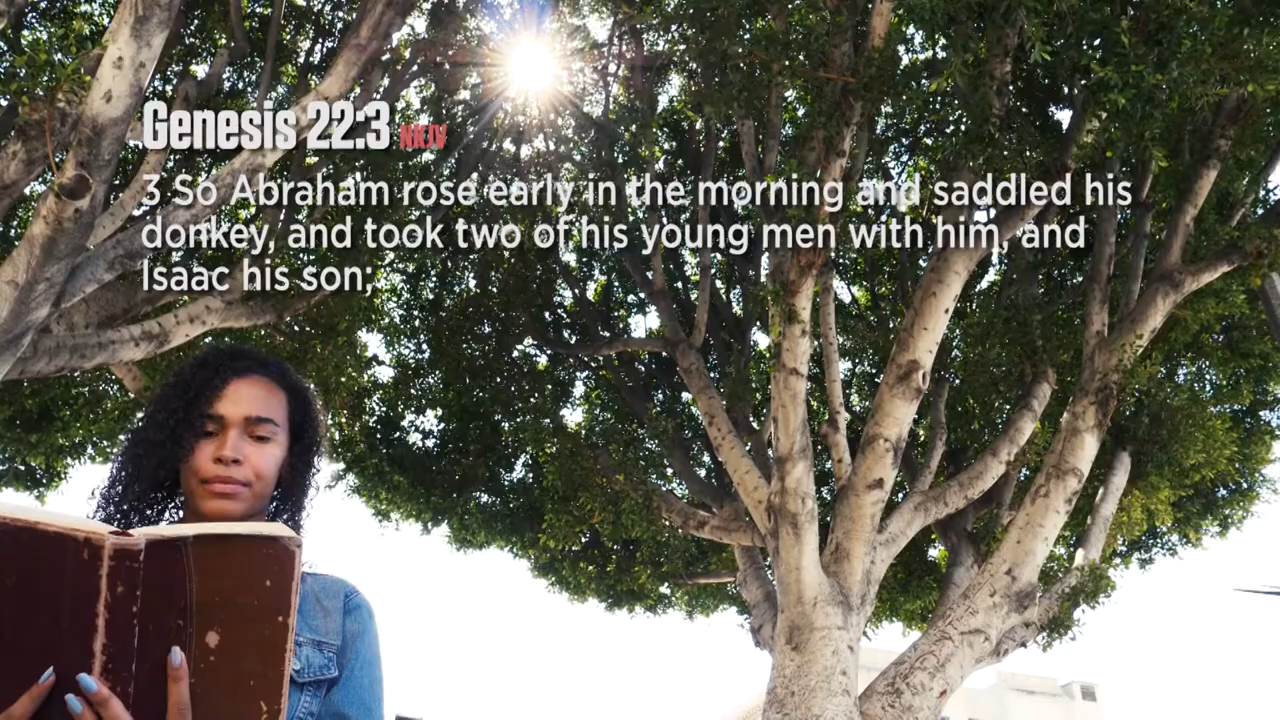 Genesis 22:3 NKJV
3 So Abraham rose early in the morning and saddled his
donkey, and took two of his young men with him, and
Isaac his son;